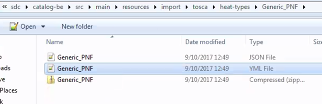 « sdc ▸ catalog-be ▸ src ▸ main ▸ resources ▸ import ▸ tosca ▸ heat-types ▸ Generic_PNF ▸
Open New folder
Name Date modified Type
Generic_PNF 9/10/2017 12:49 JSON File
Generic_PNF 9/10/2017 12:49 YML File
Generic_PNF 9/10/2017 12:49 Compressed (zipp...
ads
Places